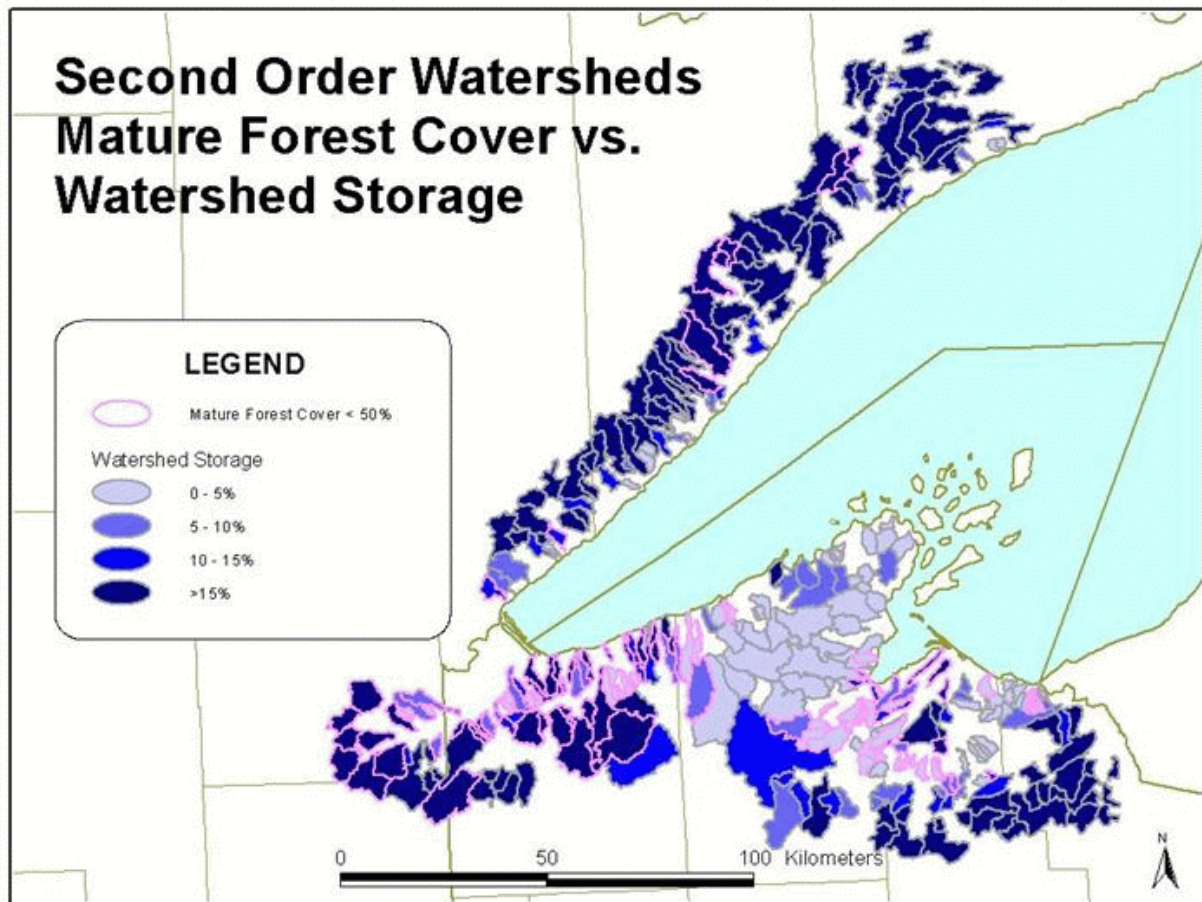 Second Order Watersheds
Mature Forest Cover vs.
Watershed Storage
LEGEND
Mature Forest Cover < 50%
Watershed Storage
0 - 5%
5 - 10%
10 - 15%
>15%
0 50 100 Kilometers
N